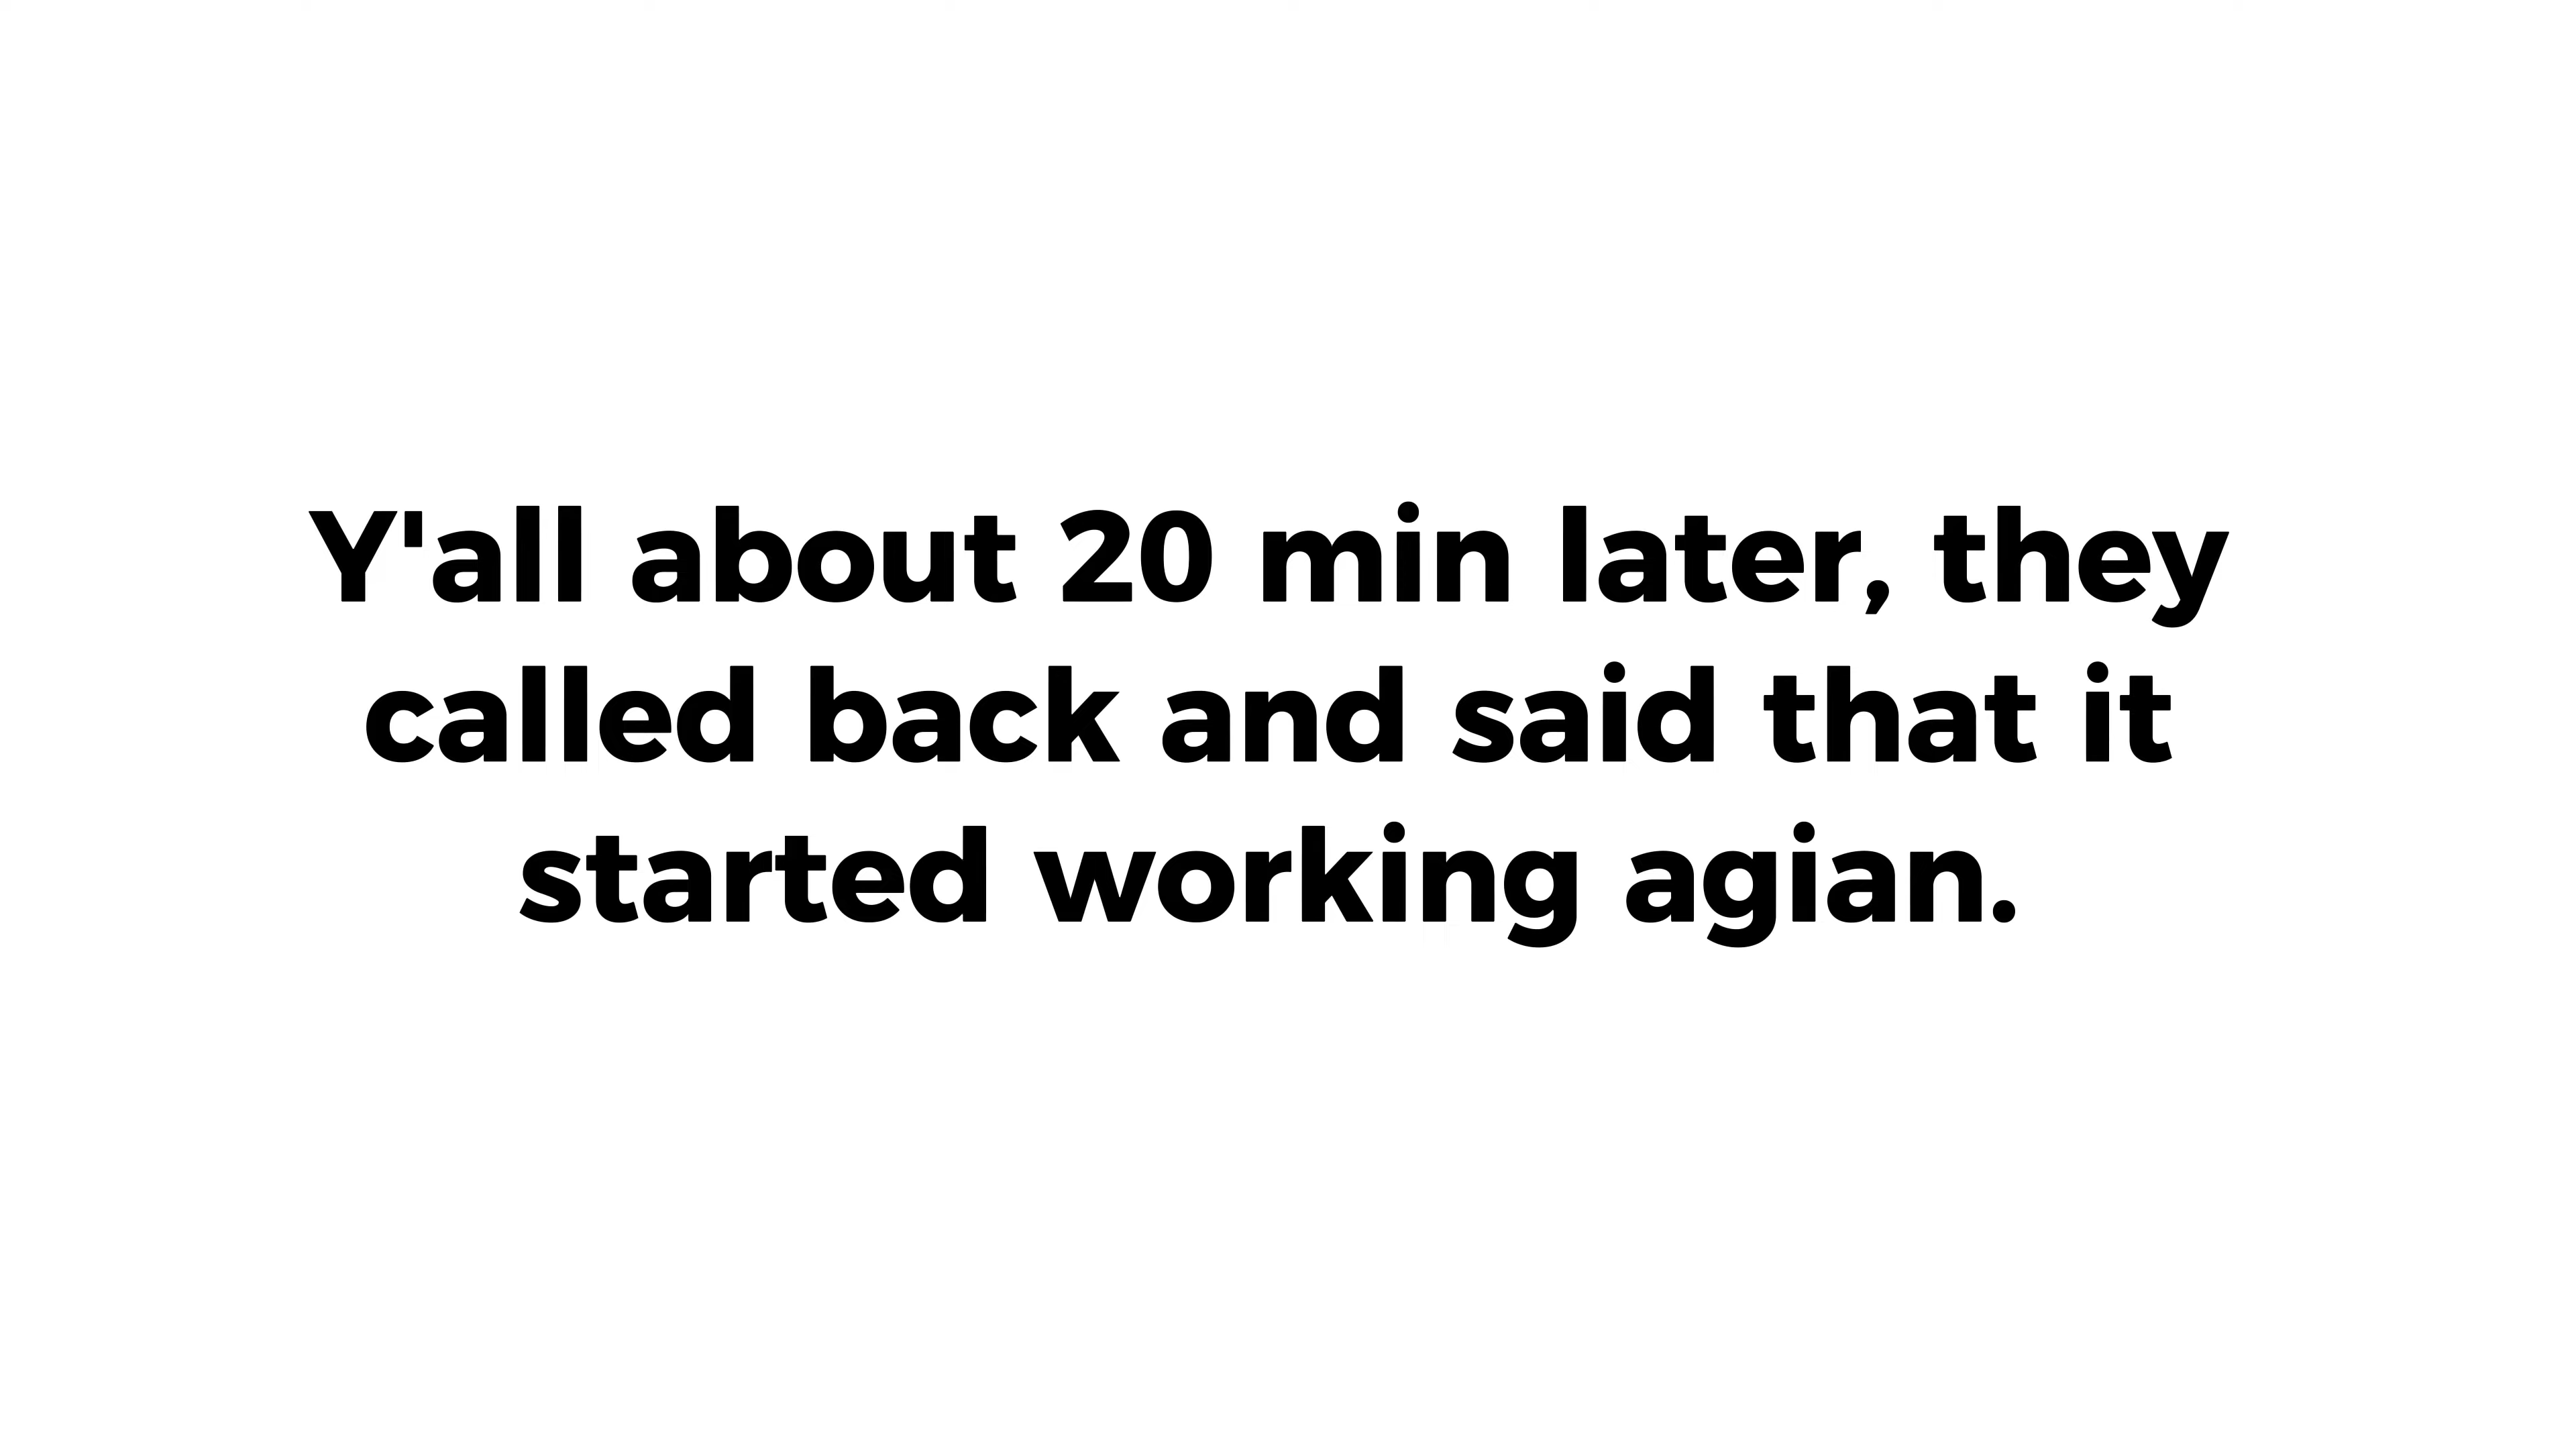 Y'all about 20 min later, they
called back and said that it
started working agian.